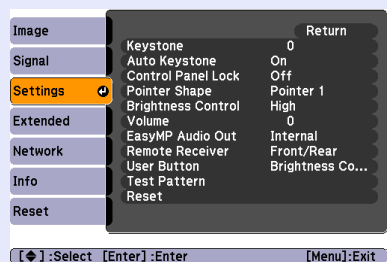 Image
Signal
Settings
Extended
Network
Info
Reset
Return
Keystone 0
Auto Keystone On
Control Panel Lock Off
Pointer Shape Pointer 1
Brightness Control High
Volume 0
EasyMP Audio Out Internal
Remote Receiver Front/Rear
User Button Brightness Co...
Test Pattern
Reset
[◆] :Select [Enter] :Enter [Menu]:Exit